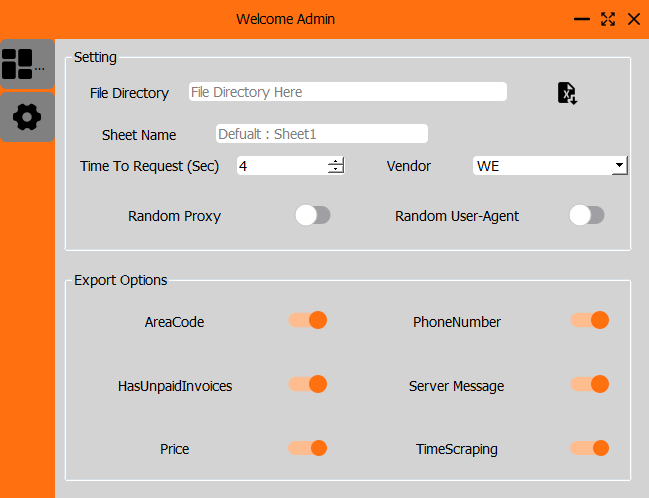 Welcome Admin
...
Setting
File Directory File Directory Here
Sheet Name Defualt : Sheet1
Time To Request (Sec) 4 Vendor WE
Random Proxy Random User-Agent
Export Options
AreaCode PhoneNumber
HasUnpaidInvoices Server Message
Price TimeScraping